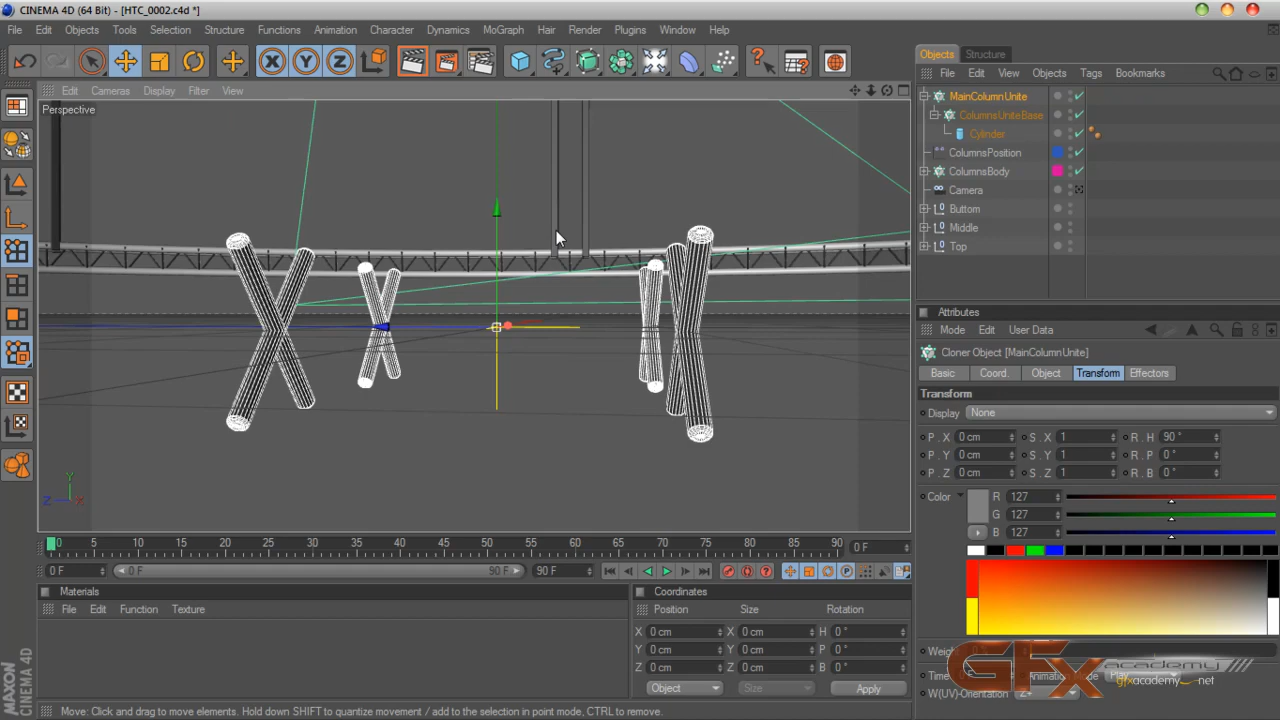 CINEMA 4D (64 Bit) - [HTC_0002.c4d *]
File Edit Objects Tools Selection Structure Functions Animation Character Dynamics MoGraph Hair Render Plugins Window Help
Objects Structure
File Edit View Objects Tags Bookmarks
Edit Cameras Display Filter View
Perspective
MainColumnUnite
ColumnsUniteBase
Cylinder
ColumnsPosition
ColumnsBody
Camera
Buttom
Middle
Top
Attributes
Mode Edit User Data
Cloner Object [MainColumnUnite]
Basic Coord. Object Transform Effectors
Transform
Display None
P . X 0 cm S . X 1 R . H 90 °
P . Y 0 cm S . Y 1 R . P 0 °
P . Z 0 cm S . Z 1 R . B 0 °
Color R 127
G 127
B 127
Y
Z X
0 5 10 15 20 25 30 35 40 45 50 55 60 65 70 75 80 85 90 0 F
0 F 0 F 90 F 90 F
Materials
File Edit Function Texture
Coordinates
Position Size Rotation
X 0 cm X 0 cm H 0 °
Y 0 cm Y 0 cm P 0 °
Z 0 cm Z 0 cm B 0 °
Object Size Apply
W(UV)-Orientation Z+
GFx academy
gfxacademy.net
MAXON
CINEMA 4D
Move: Click and drag to move elements. Hold down SHIFT to quantize movement / add to the selection in point mode, CTRL to remove.